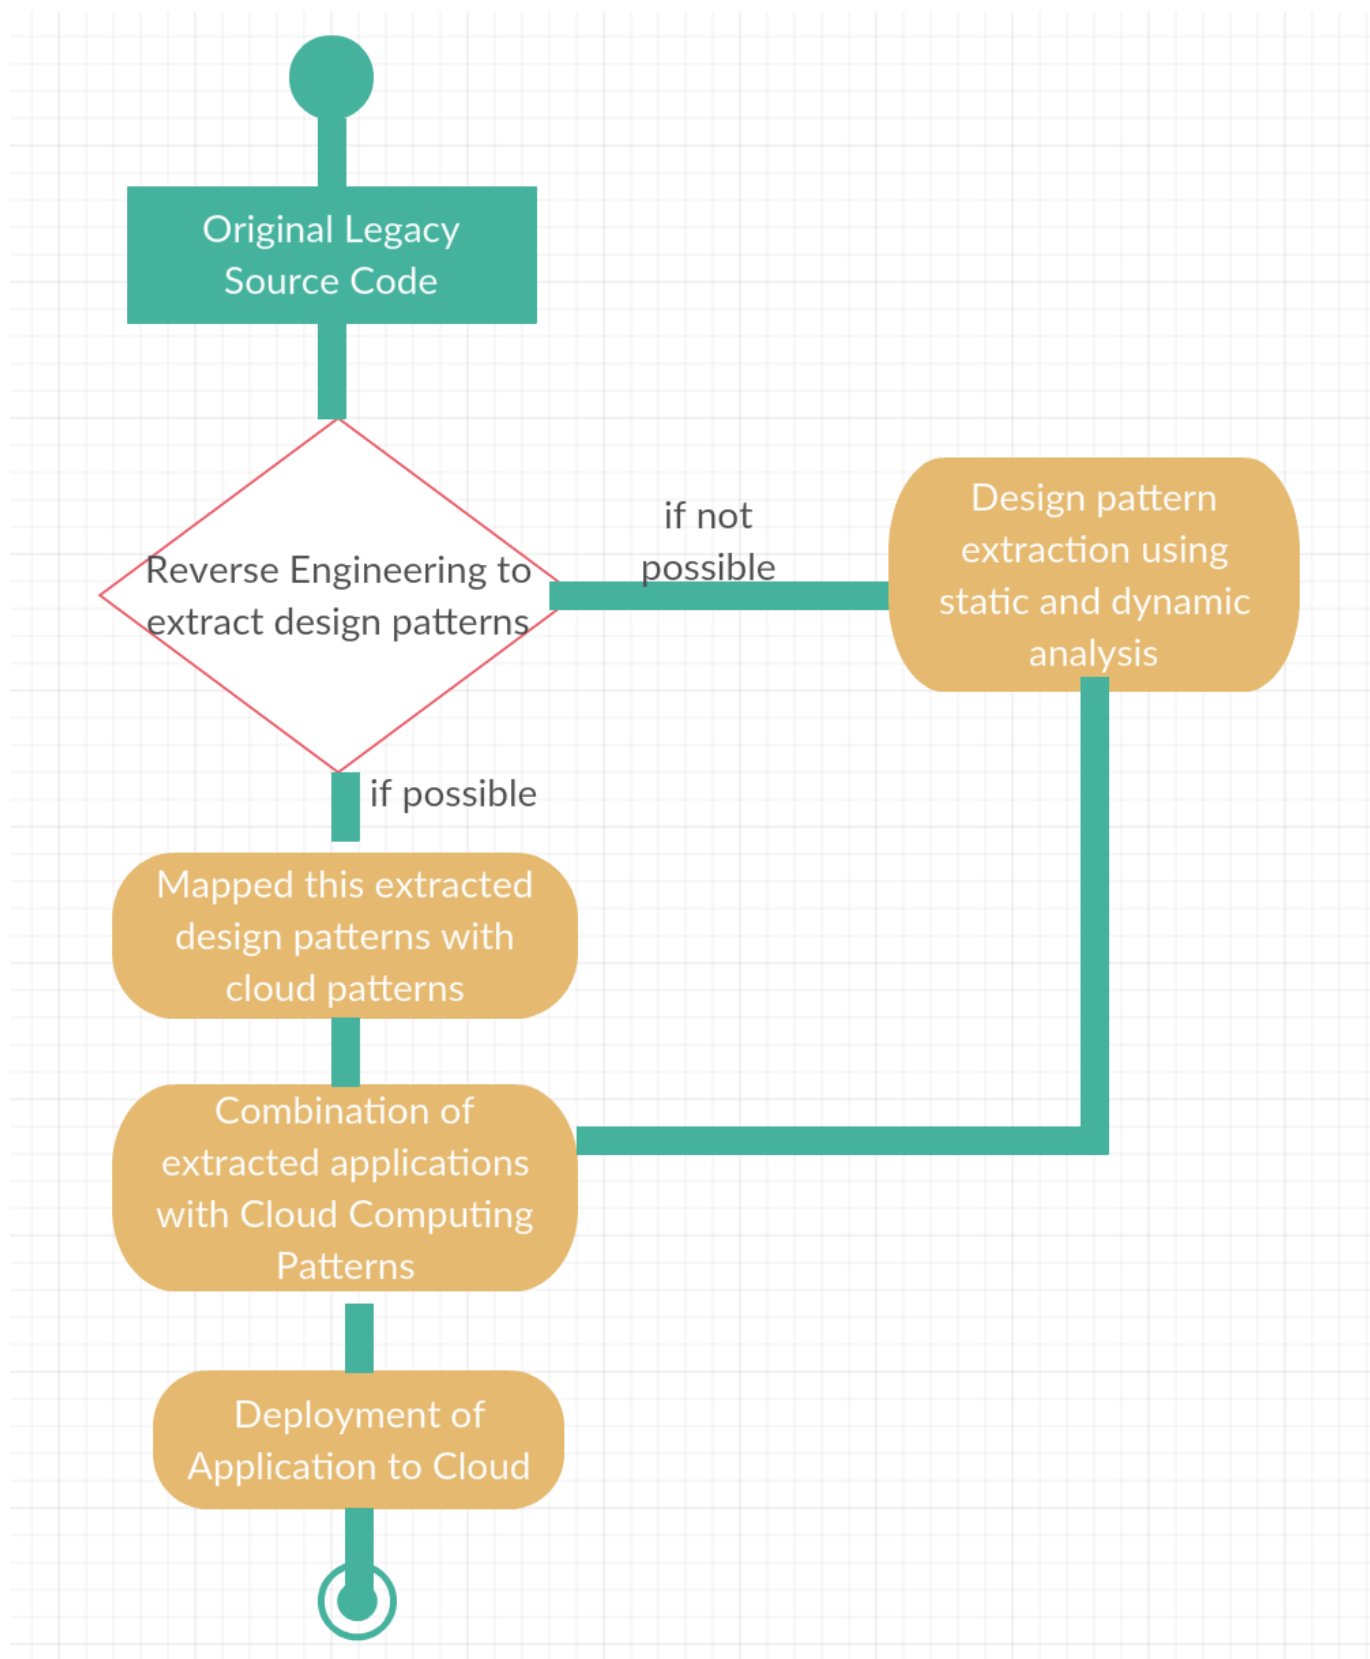 Original Legacy
Source Code
Reverse Engineering to
extract design patterns
if not
possible
Design pattern
extraction using
static and dynamic
analysis
if possible
Mapped this extracted
design patterns with
cloud patterns
Combination of
extracted applications
with Cloud Computing
Patterns
Deployment of
Application to Cloud